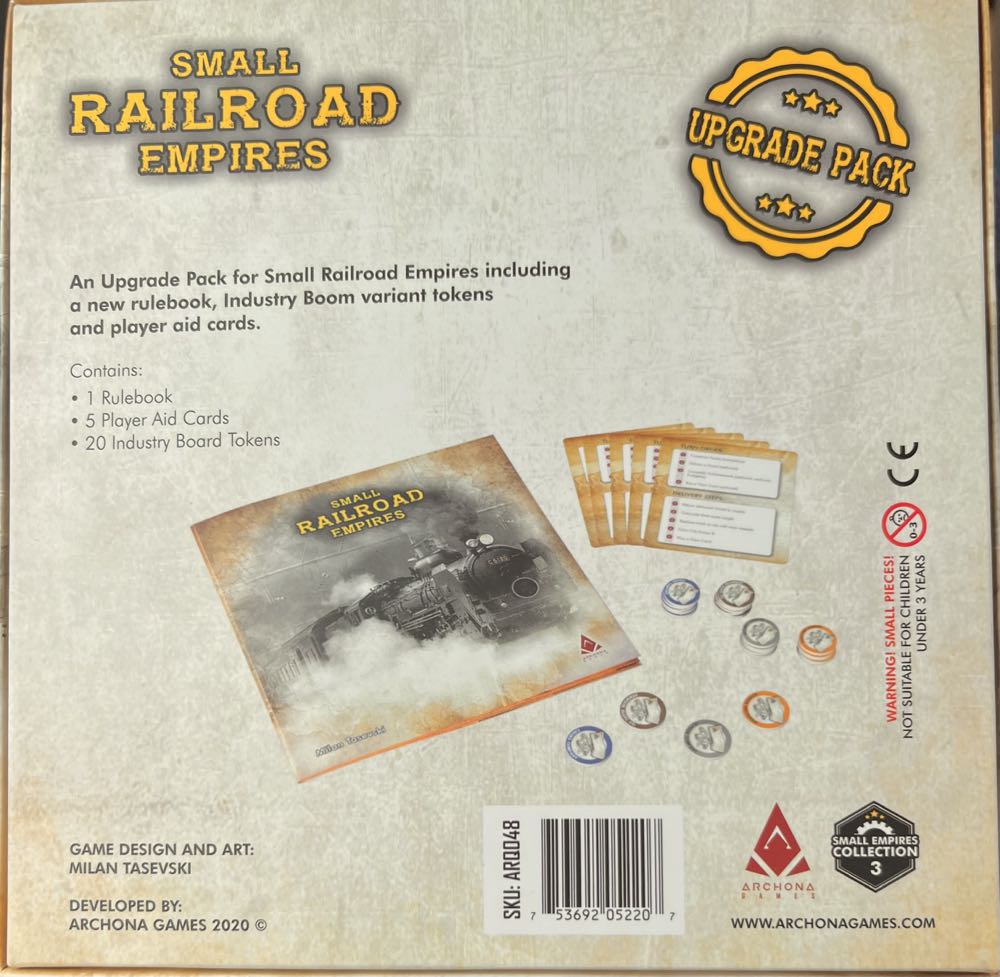 SMALL
RAILROAD
EMPIRES
UPGRADE PACK
An Upgrade Pack for Small Railroad Empires including
a new rulebook, Industry Boom variant tokens
and player aid cards.
Contains:
• 1 Rulebook
• 5 Player Aid Cards
• 20 Industry Board Tokens
SMALL
RAILROAD
EMPIRES
Milan Tasevski
DELIVERY STEPS:
CE
0-3
WARNING! SMALL PIECES!
NOT SUITABLE FOR CHILDREN
UNDER 3 YEARS
GAME DESIGN AND ART:
MILAN TASEVSKI
DEVELOPED BY:
ARCHONA GAMES 2020 ©
SKU: ARQ048
7 53692 05220 7
ARCHONA
GAMES
SMALL EMPIRES
COLLECTION
3
WWW.ARCHONAGAMES.COM